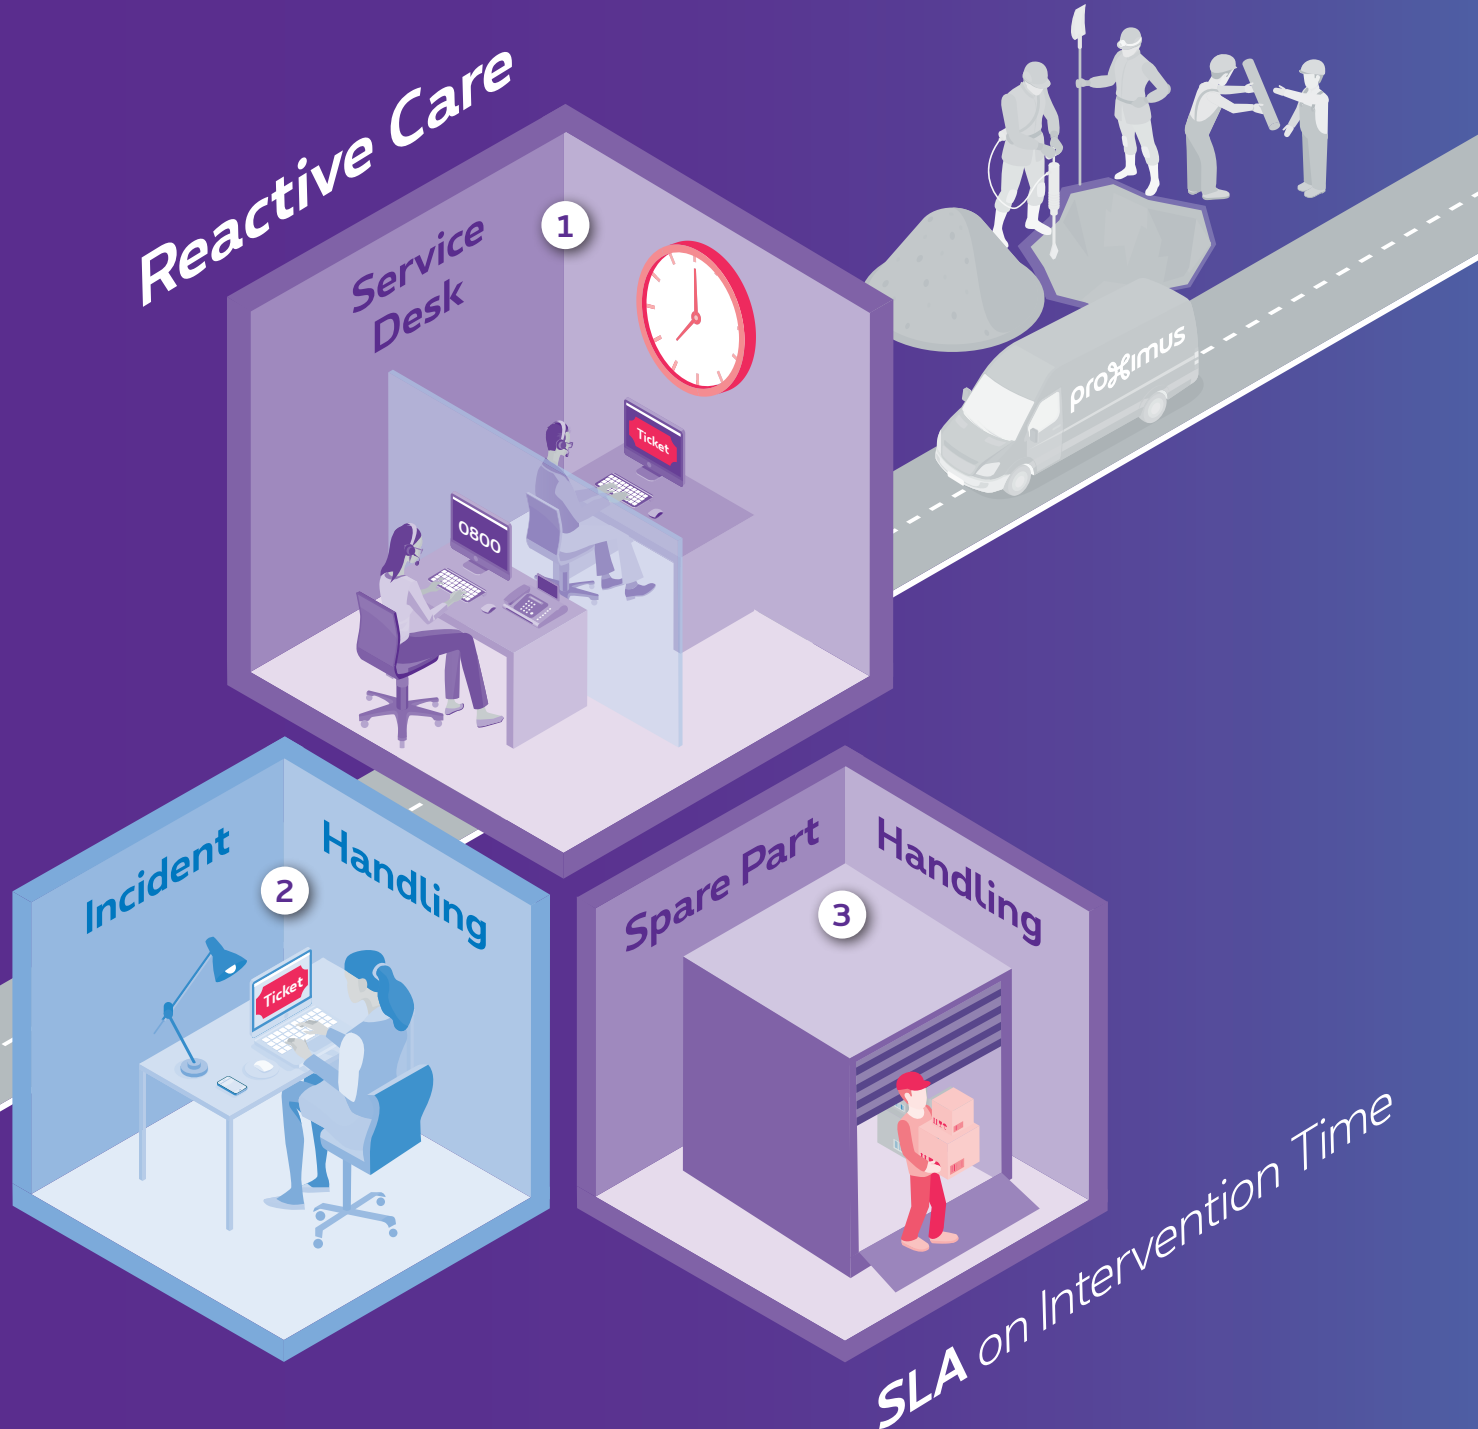 Reactive Care
1
Service
Desk
Ticket
0800
proximus
2
Incident Handling
Ticket
3
Spare Part Handling
SLA on Intervention Time